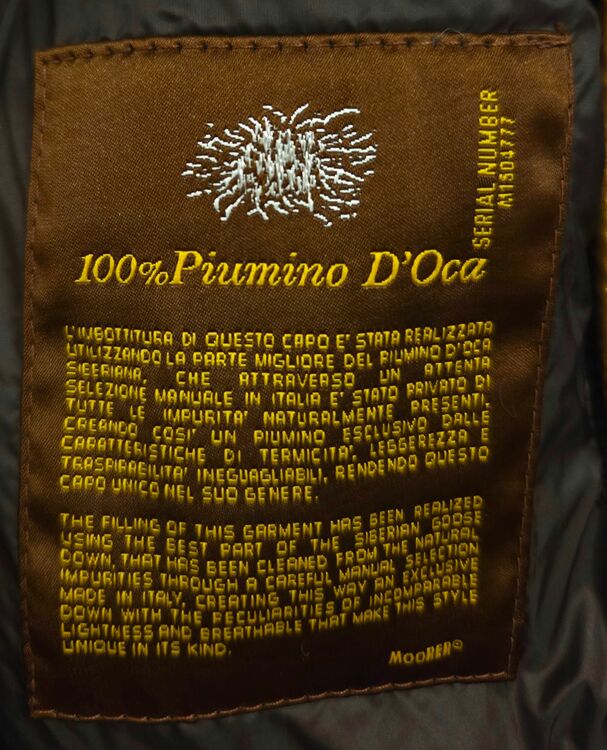 SERIAL NUMBER
M1504777
100% Piumino D'Oca
L'IMBOTTITURA DI QUESTO CAPO E' STATA REALIZZATA
UTILIZZANDO LA PARTE MIGLIORE DEL PIUMINO D'OCA
SIBERIANA, CHE ATTRAVERSO UN ATTENTA
SELEZIONE MANUALE IN ITALIA E' STATO PRIVATO DI
TUTTE LE IMPURITA' NATURALMENTE PRESENTI,
CREANDO COSI' UN PIUMINO ESCLUSIVO DALLE
CARATTERISTICHE DI TERMICITA', LEGGEREZZA E
TRASPIRABILITA' INEGUAGLIABILI, RENDENDO QUESTO
CAPO UNICO NEL SUO GENERE.
THE FILLING OF THIS GARMENT HAS BEEN REALIZED
USING THE BEST PART OF THE SIBERIAN GOOSE
DOWN, THAT HAS BEEN CLEANED FROM THE NATURAL
IMPURITIES THROUGH A CAREFUL MANUAL SELECTION
MADE IN ITALY, CREATING THIS WAY AN EXCLUSIVE
DOWN WITH THE PECULIARITIES OF INCOMPARABLE
LIGHTNESS AND BREATHABLE THAT MAKE THIS STYLE
UNIQUE IN ITS KIND.
MOORER©